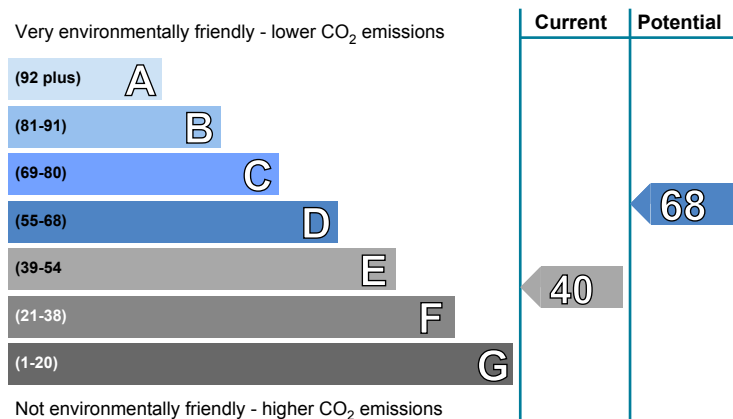 Current Potential
Very environmentally friendly - lower CO₂ emissions
(92 plus) A
(81-91) B
(69-80) C
68
(55-68) D
(39-54 E
40
(21-38) F
(1-20) G
Not environmentally friendly - higher CO₂ emissions